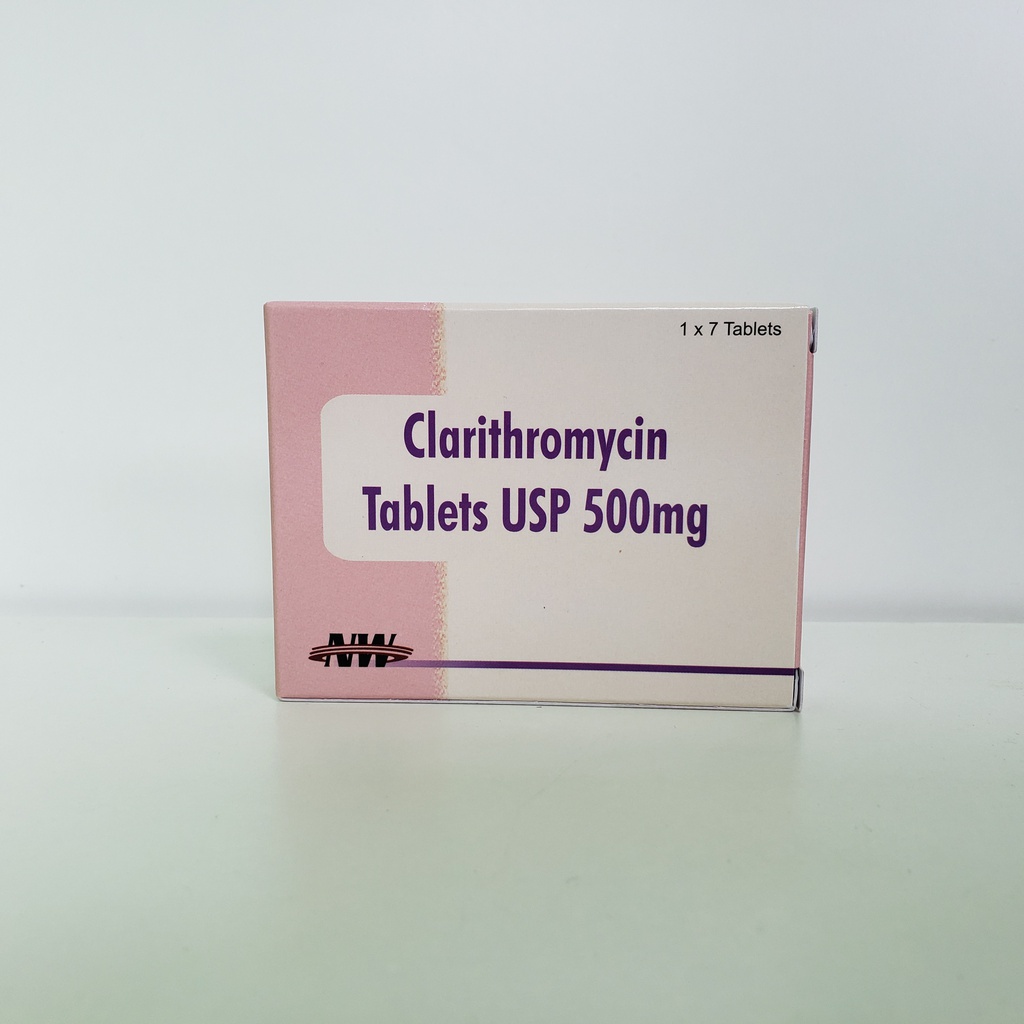 1 x 7 Tablets
Clarithromycin
Tablets USP 500mg
NW